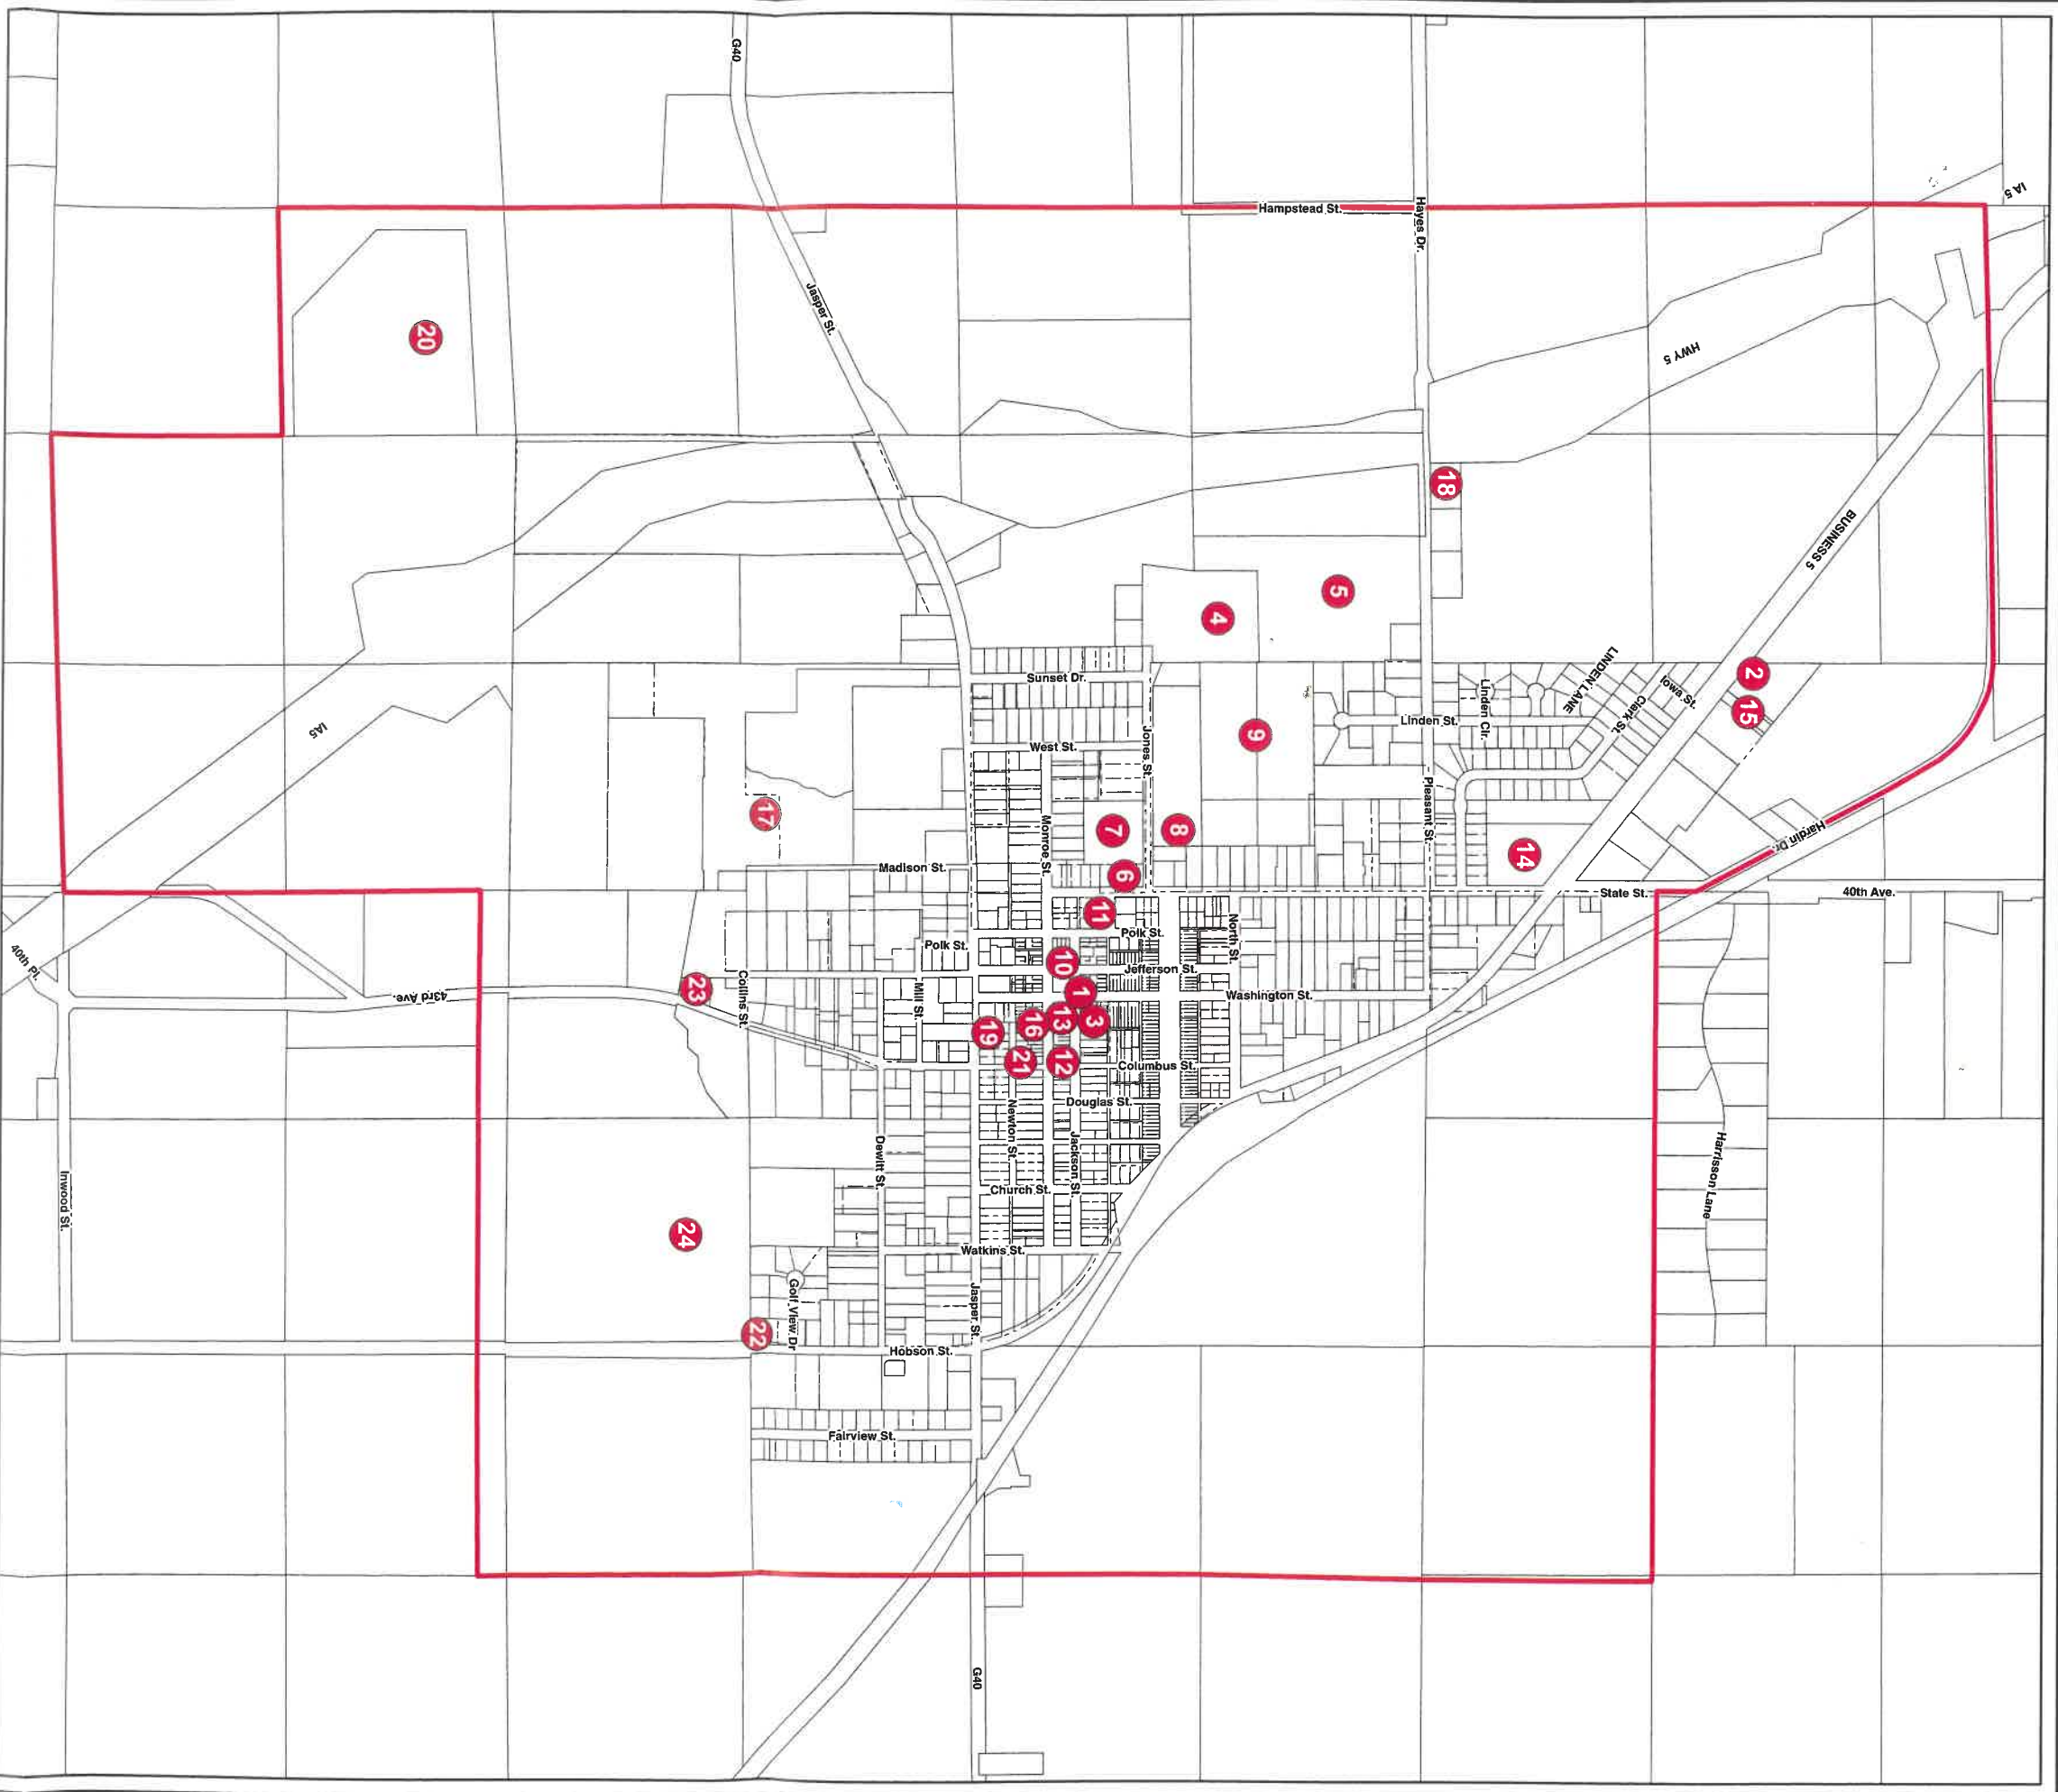 G40
IA 5
Hampstead St.
Hayes Dr.
Jasper St.
20
HWY 5
18
BUSINESS 5
5
4
LINDEN LANE
2
Sunset Dr.
Linden Clr.
Iowa St.
Clark St.
15
Linden St.
9
IA5
West St.
Jones St.
17
Monroe St.
7
8
Pleasant St.
Hardin Dr.
14
Madison St.
6
State St.
40th Ave.
11
North St.
Polk St.
Polk St.
40th Pl.
10
Jefferson St.
23
Collins St.
43rd Ave.
Mill St.
1
Washington St.
19
16
13
3
21
12
Columbus St.
Newton St.
Douglas St.
Dewitt St.
Jackson St.
Harrisson Lane
Inwood St.
Church St.
24
Watkins St.
Golf View Dr
Jasper St.
22
Hobson St.
Fairview St.
G40